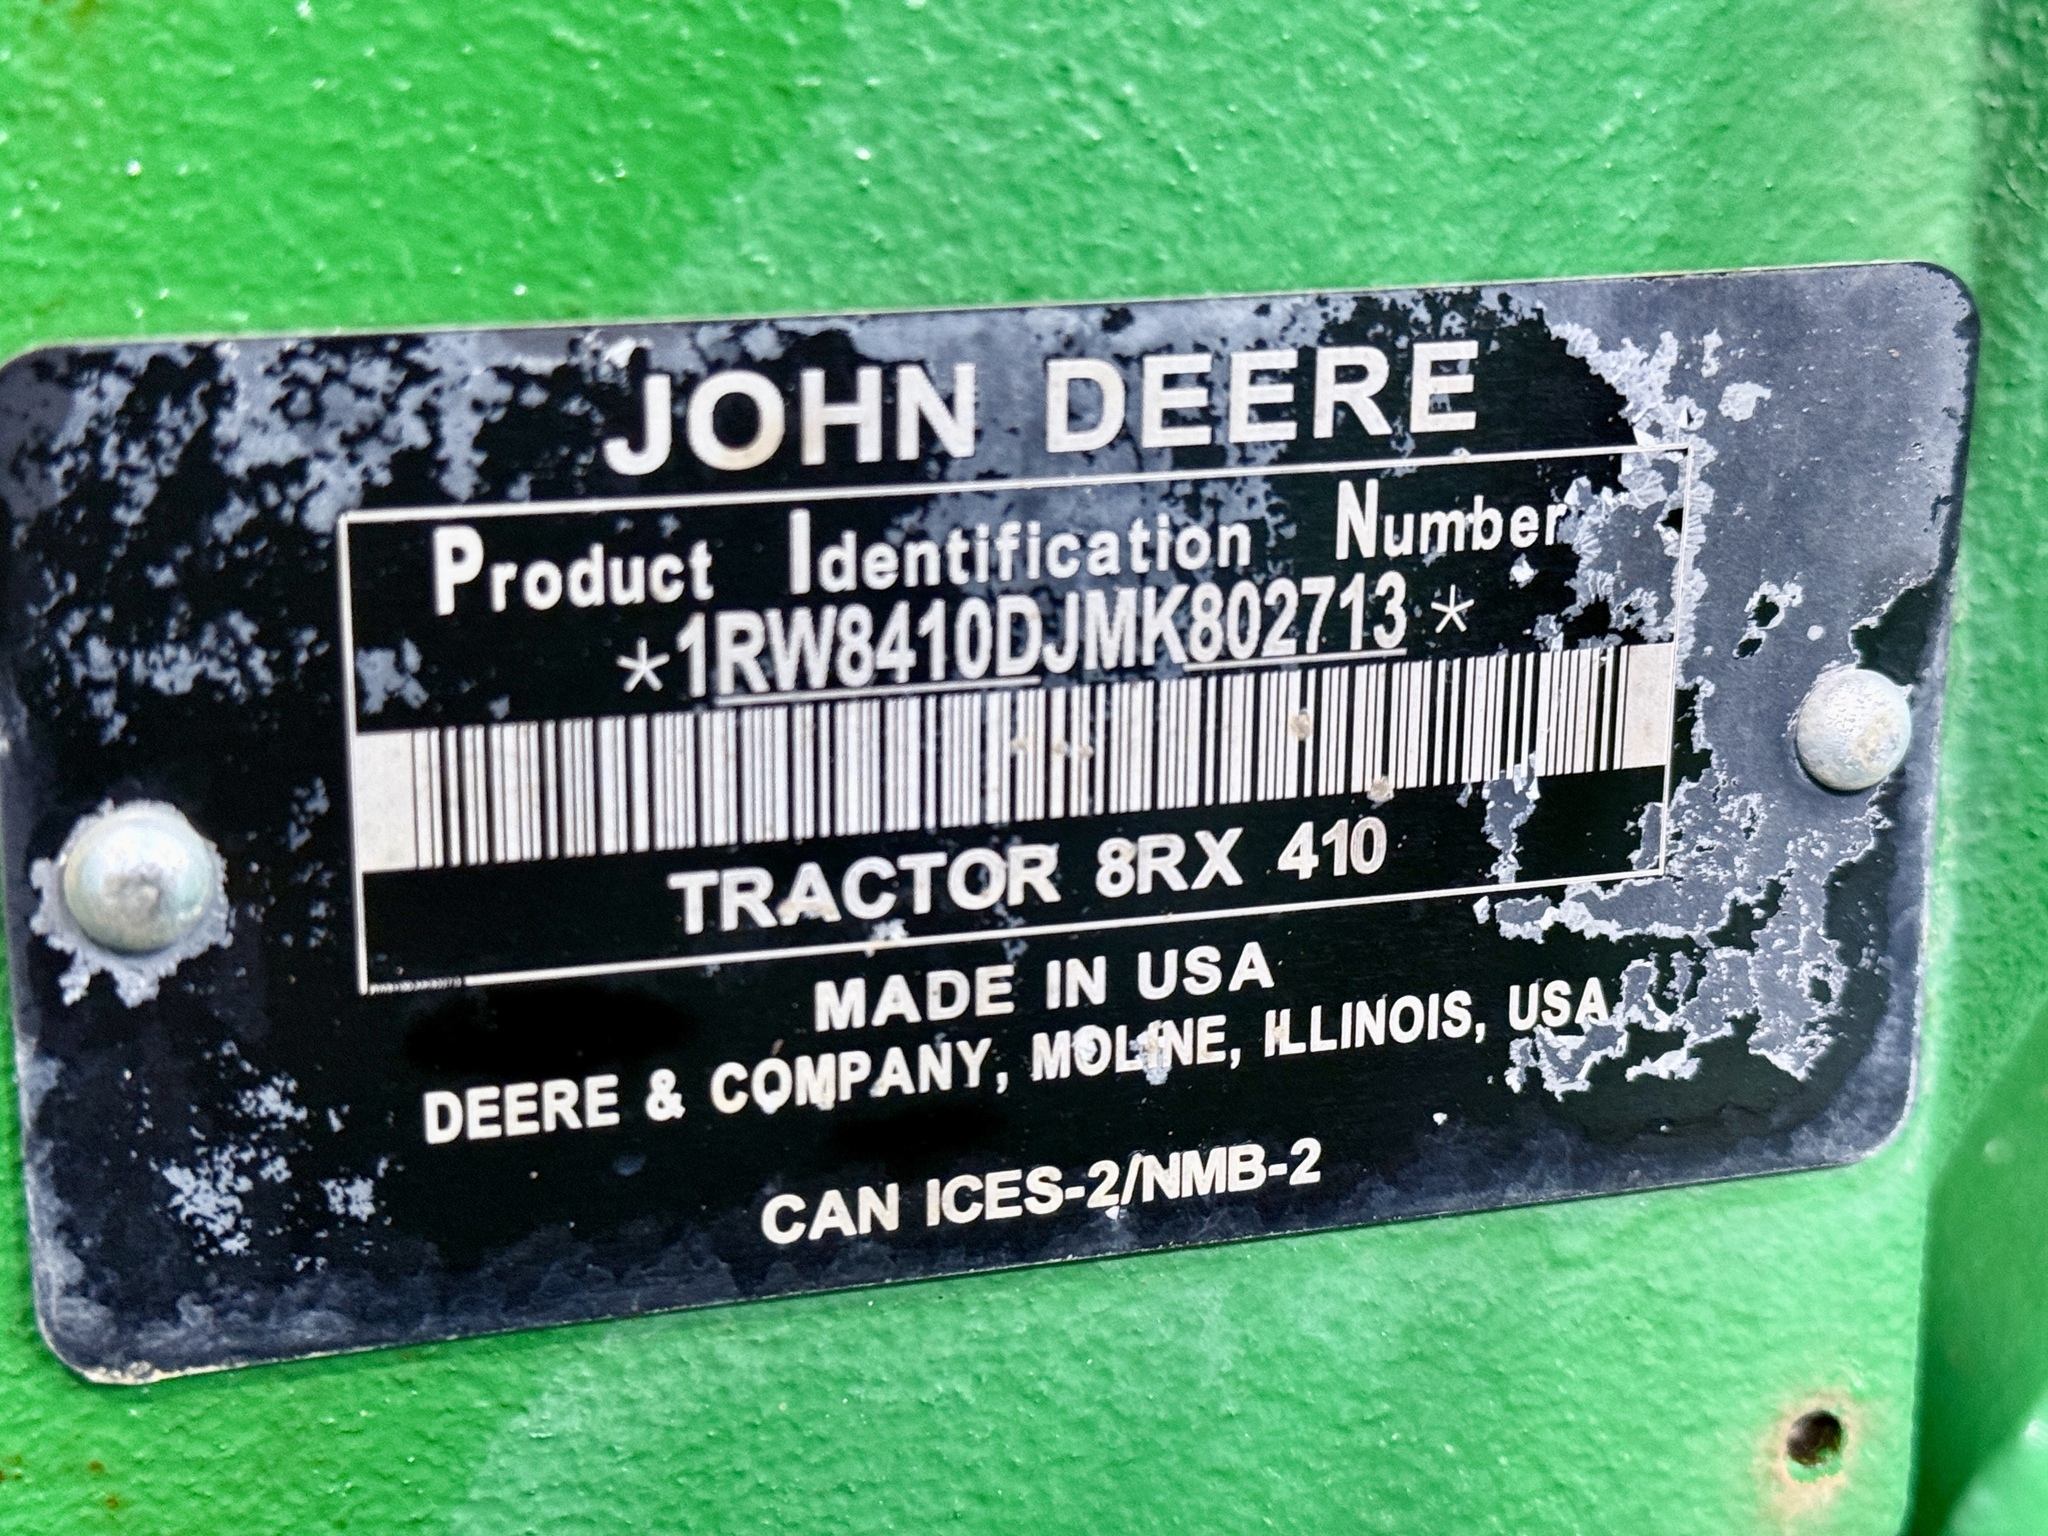 JOHN DEERE
Product Identification Number
*1RW8410DJMK802713*
TRACTOR 8RX 410
MADE IN USA
DEERE & COMPANY, MOLINE, ILLINOIS, USA
CAN ICES-2/NMB-2